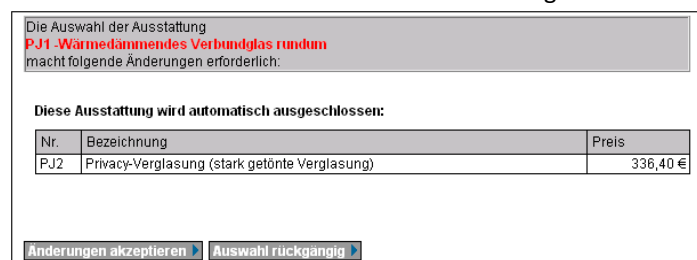 Die Auswahl der Ausstattung
PJ1 -Wärmedämmendes Verbundglas rundum
macht folgende Änderungen erforderlich:
Diese Ausstattung wird automatisch ausgeschlossen:
Nr. Bezeichnung Preis
PJ2 Privacy-Verglasung (stark getönte Verglasung) 336,40 €
Änderungen akzeptieren Auswahl rückgängig